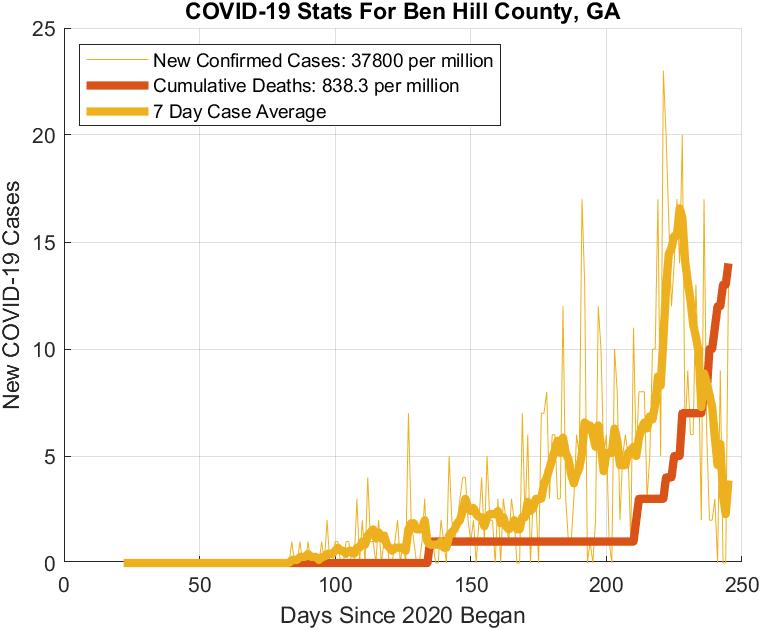 COVID-19 Stats For Ben Hill County, GA
25
20
15
10
5
0
New COVID-19 Cases
New Confirmed Cases: 37800 per million
Cumulative Deaths: 838.3 per million
7 Day Case Average
0 50 100 150 200 250
Days Since 2020 Began